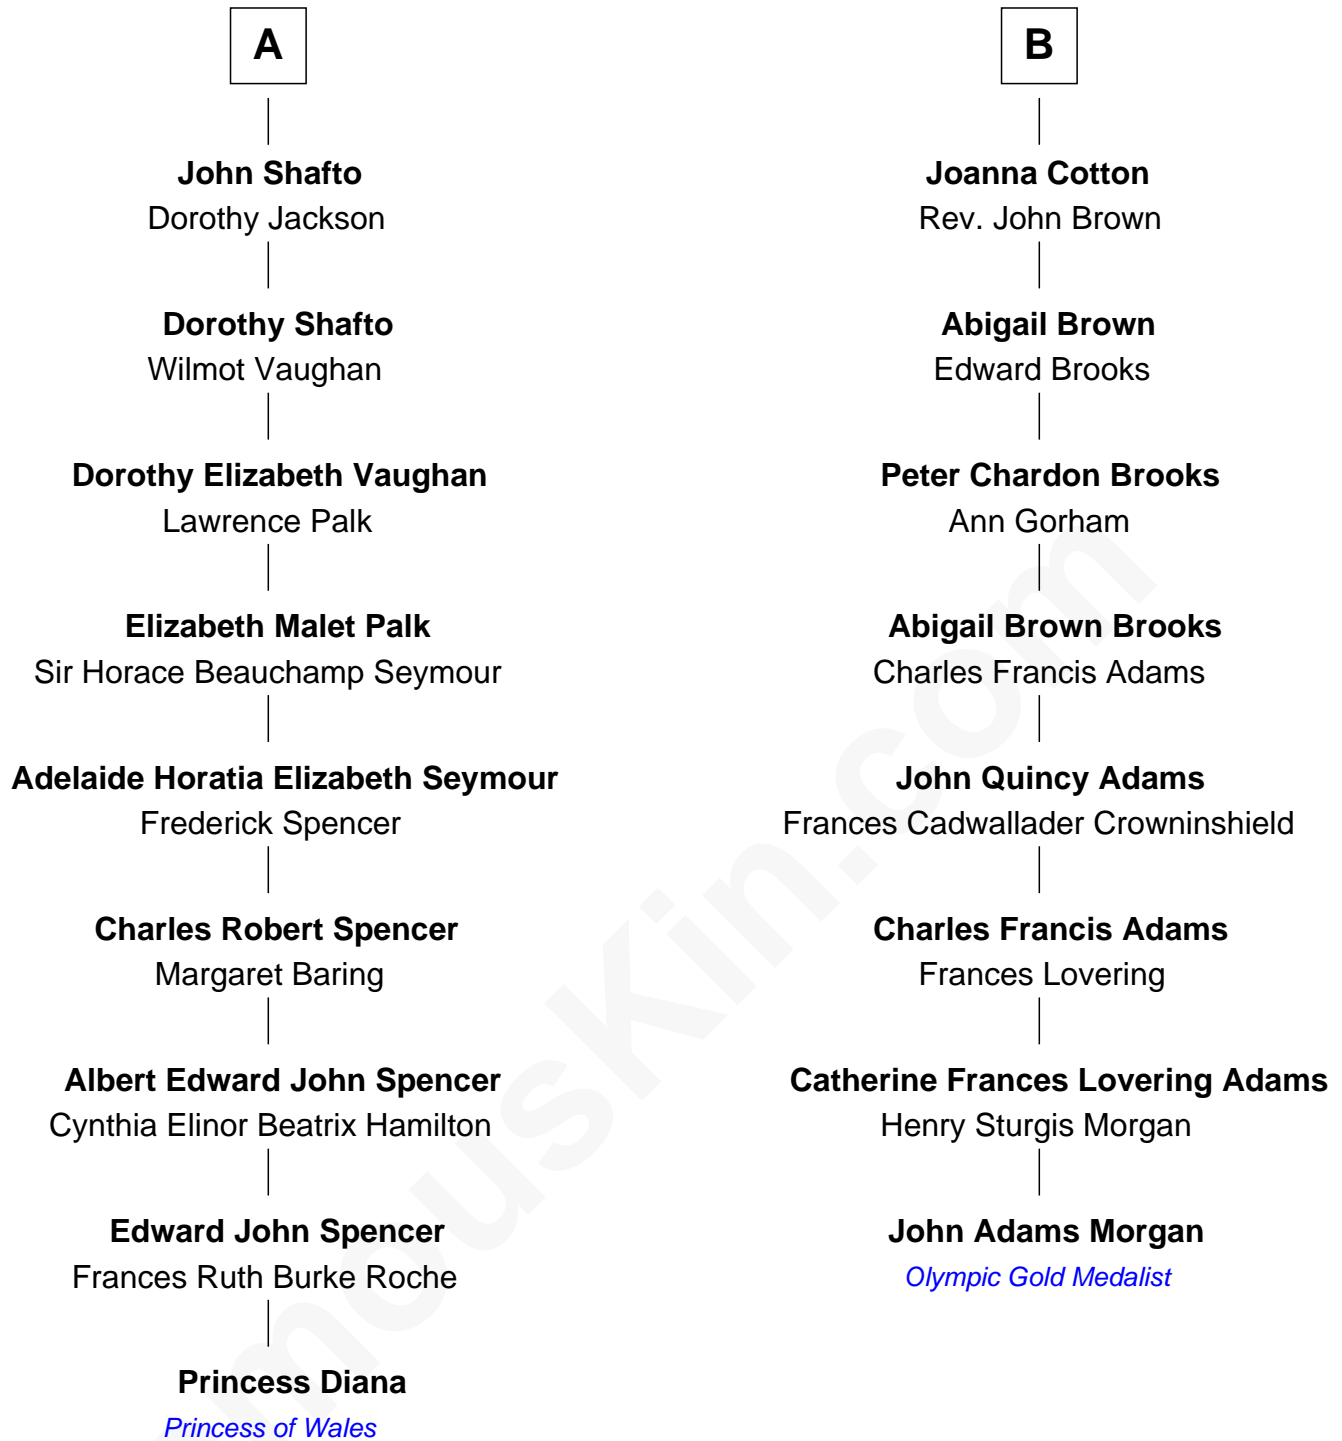 A
John Shafto
Dorothy Jackson
Dorothy Shafto
Wilmot Vaughan
Dorothy Elizabeth Vaughan
Lawrence Palk
Elizabeth Malet Palk
Sir Horace Beauchamp Seymour
Adelaide Horatia Elizabeth Seymour
Frederick Spencer
Charles Robert Spencer
Margaret Baring
Albert Edward John Spencer
Cynthia Elinor Beatrix Hamilton
Edward John Spencer
Frances Ruth Burke Roche
Princess Diana
Princess of Wales
B
Joanna Cotton
Rev. John Brown
Abigail Brown
Edward Brooks
Peter Chardon Brooks
Ann Gorham
Abigail Brown Brooks
Charles Francis Adams
John Quincy Adams
Frances Cadwallader Crowninshield
Charles Francis Adams
Frances Lovering
Catherine Frances Lovering Adams
Henry Sturgis Morgan
John Adams Morgan
Olympic Gold Medalist
mousKin.com